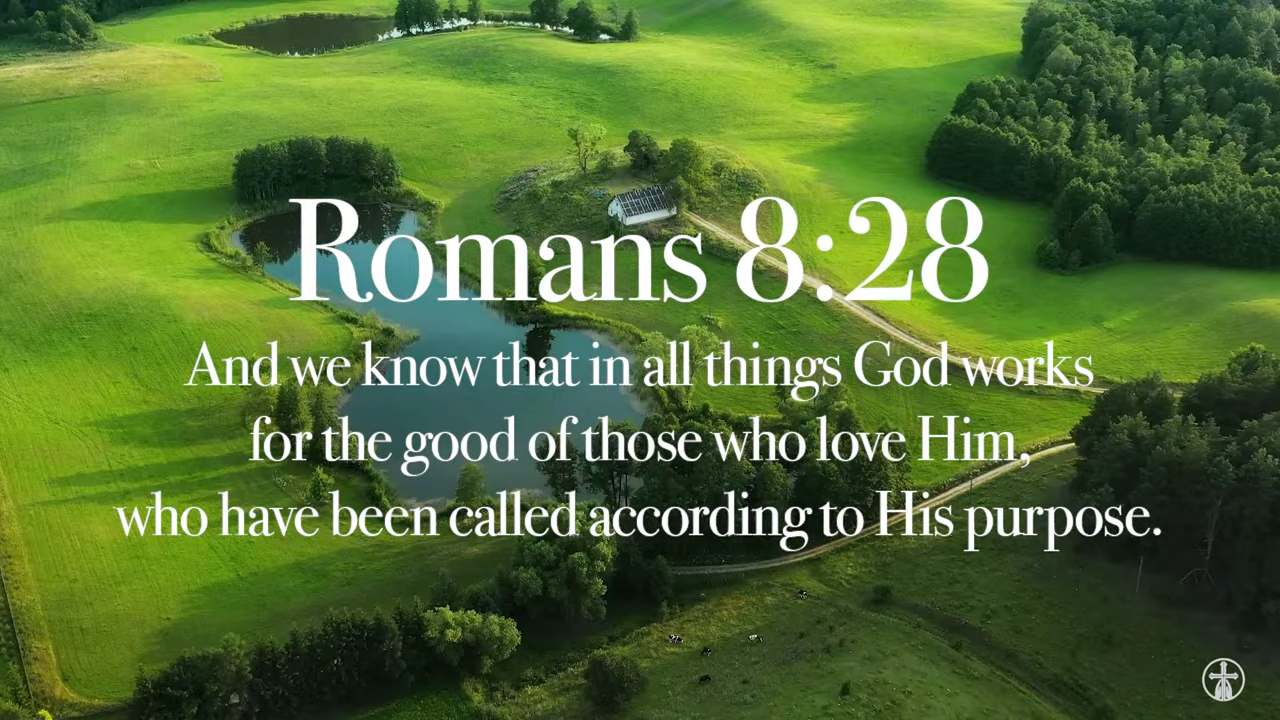 Romans 8:28
And we know that in all things God works
for the good of those who love Him,
who have been called according to His purpose.